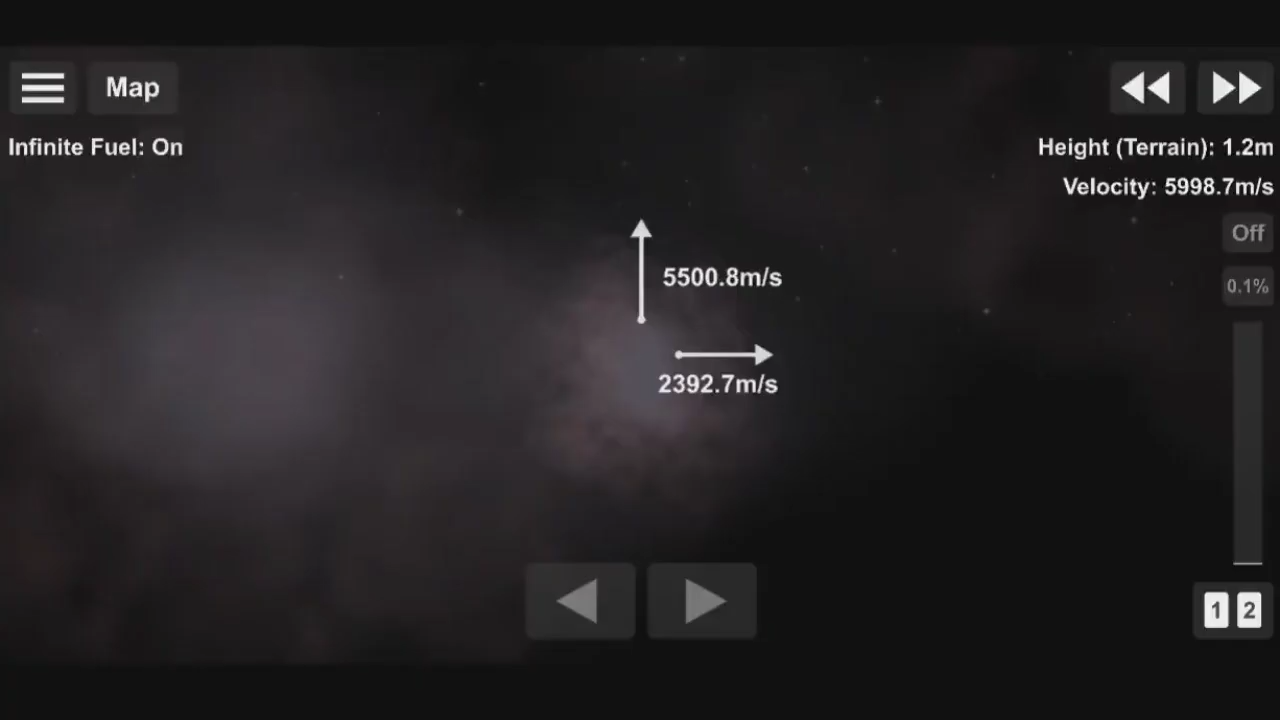 Map
Infinite Fuel: On
Height (Terrain): 1.2m
Velocity: 5998.7m/s
Off
0.1%
5500.8m/s
2392.7m/s
1 2